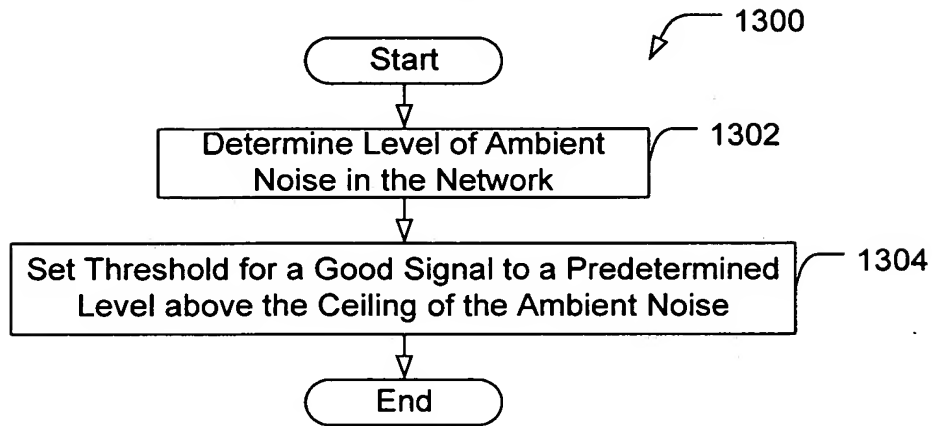 1300
Start
Determine Level of Ambient
Noise in the Network
1302
Set Threshold for a Good Signal to a Predetermined
Level above the Ceiling of the Ambient Noise
1304
End